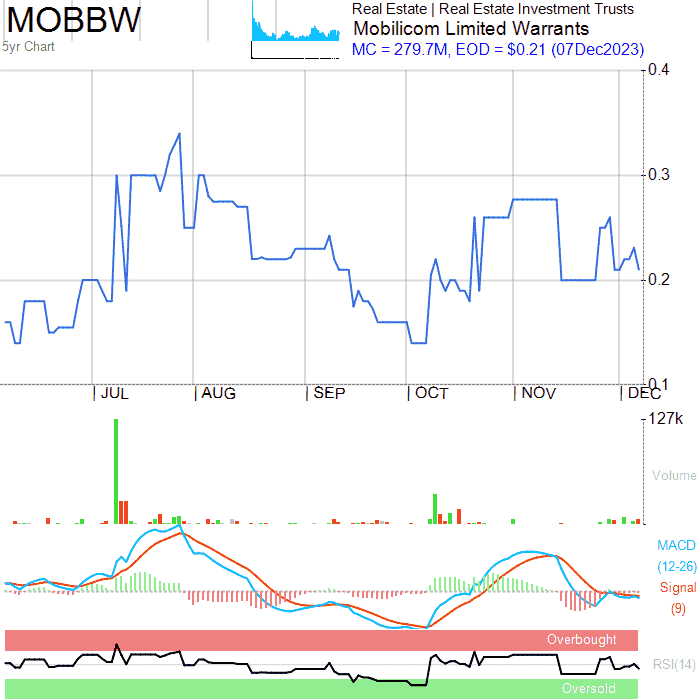 MOBBW
5yr Chart
Real Estate | Real Estate Investment Trusts
Mobilicom Limited Warrants
MC = 279.7M, EOD = $0.21 (07Dec2023)
0.4
0.3
0.2
0.1
JUL
AUG
SEP
OCT
NOV
DEC
127k
Volume
MACD
(12-26)
Signal
(9)
Overbought
RSI(14)
Oversold